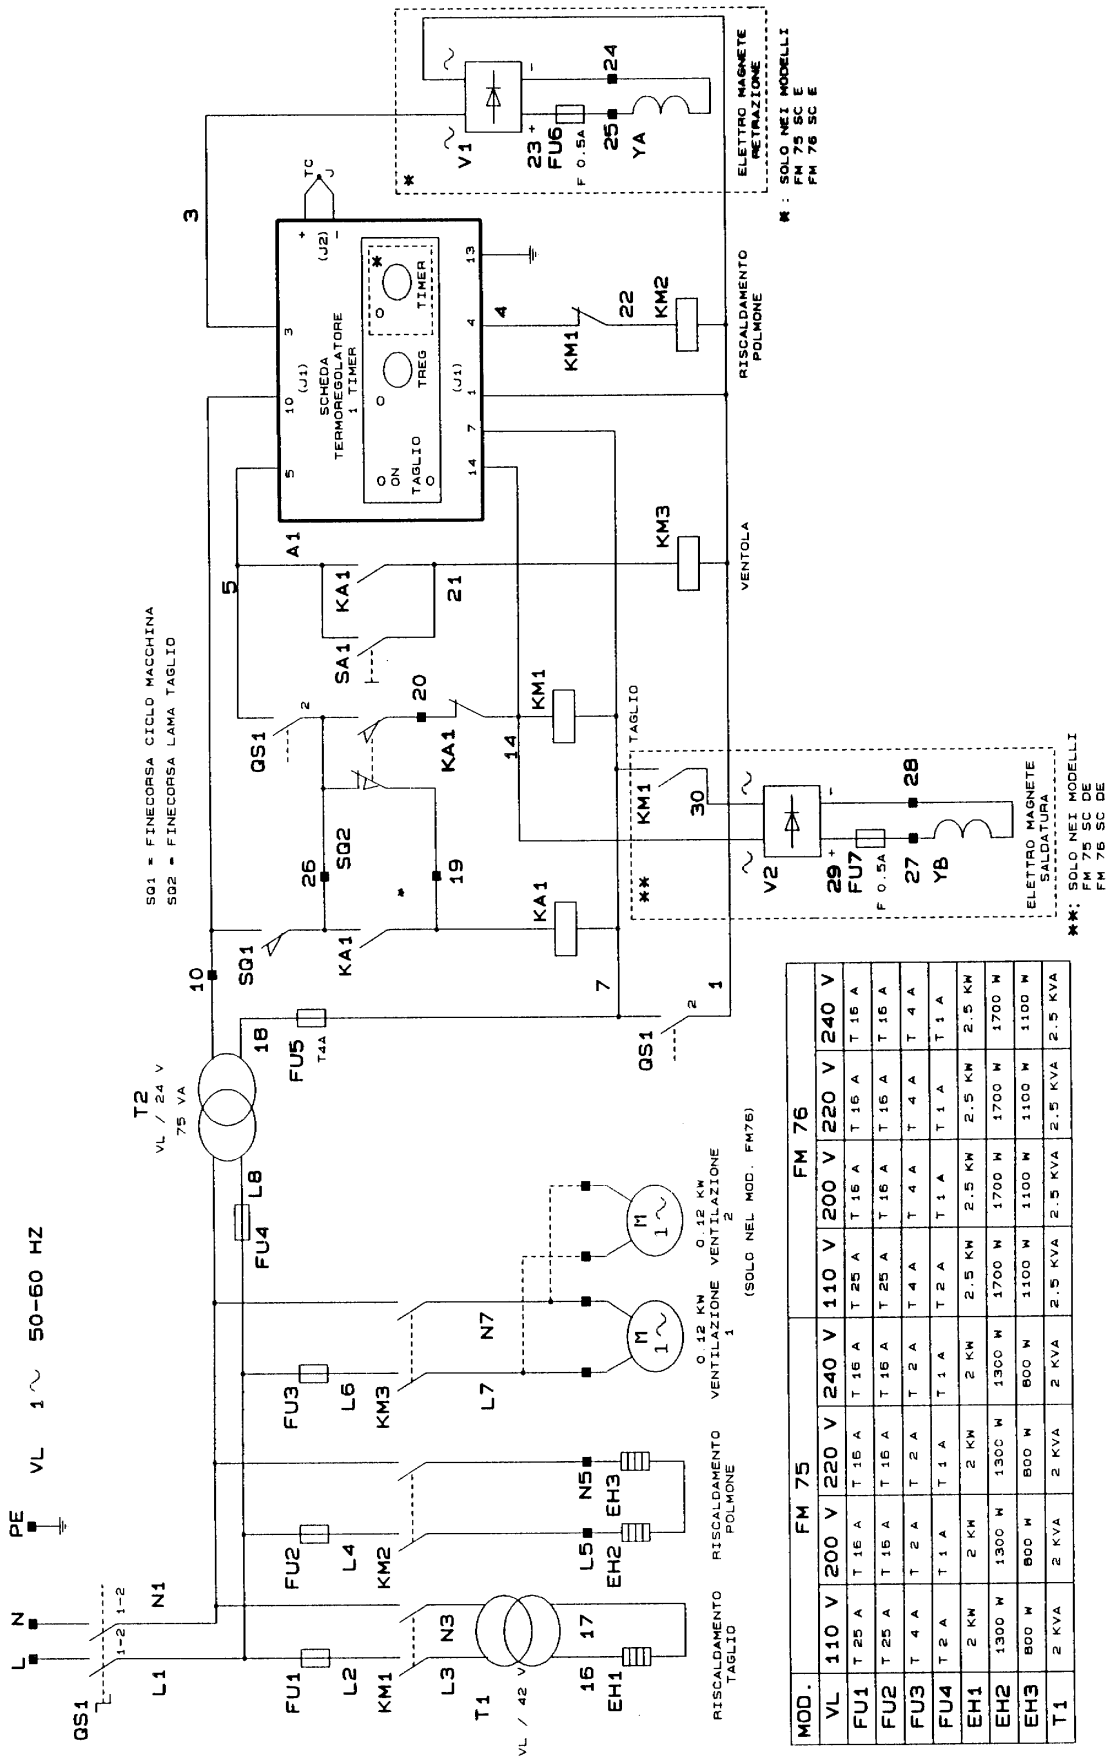 L
N
PE
VL 1~ 50-60 HZ
QS1
1-2
1-2
L1
N1
FU1
L2
KM1
L3
N3
T1
VL / 42 V
16
17
EH1
RISCALDAMENTO
TAGLIO
FU2
L4
KM2
L5
N5
EH2
EH3
RISCALDAMENTO
POLMONE
FU3
L6
KM3
L7
N7
M
1~
0.12 KW
VENTILAZIONE
1
M
1~
0.12 KW
VENTILAZIONE
2
(SOLO NEL MOD. FM76)
FU4
L8
T2
VL / 24 V
75 VA
18
FU5
T4A
10
7
QS1
2
1
SQ1 = FINECORSA CICLO MACCHINA
SQ2 = FINECORSA LAMA TAGLIO
SQ1
26
KA1
*
SQ2
19
KA1
QS1
2
20
KA1
14
KM1
TAGLIO
5
SA1
KA1
21
KM3
VENTOLA
A1
5
10
3
(J1)
SCHEDA
TERMOREGOLATORE
1 TIMER
+
(J2)
-
TC
J
ON
TAGLIO
TREG
*
TIMER
14
7
1
(J1)
4
13
3
4
KM1
22
KM2
RISCALDAMENTO
POLMONE
*
V1
~
~
23
+
-
FU6
F 0.5A
25
24
YA
ELETTRO MAGNETE
RETRAZIONE
* : SOLO NEI MODELLI
FM 75 SC E
FM 76 SC E
**
KM1
30
V2
~
~
29
+
-
FU7
F 0.5A
27
28
YB
ELETTRO MAGNETE
SALDATURA
**: SOLO NEI MODELLI
FM 75 SC DE
FM 76 SC DE
MOD. FM 75 FM 76
VL 110 V 200 V 220 V 240 V 110 V 200 V 220 V 240 V
FU1 T 25 A T 16 A T 16 A T 16 A T 25 A T 16 A T 16 A T 16 A
FU2 T 25 A T 16 A T 16 A T 16 A T 25 A T 16 A T 16 A T 16 A
FU3 T 4 A T 2 A T 2 A T 2 A T 4 A T 4 A T 4 A T 4 A
FU4 T 2 A T 1 A T 1 A T 1 A T 2 A T 1 A T 1 A T 1 A
EH1 2 KW 2 KW 2 KW 2 KW 2.5 KW 2.5 KW 2.5 KW 2.5 KW
EH2 1300 W 1300 W 1300 W 1300 W 1700 W 1700 W 1700 W 1700 W
EH3 800 W 800 W 800 W 800 W 1100 W 1100 W 1100 W 1100 W
T1 2 KVA 2 KVA 2 KVA 2 KVA 2.5 KVA 2.5 KVA 2.5 KVA 2.5 KVA